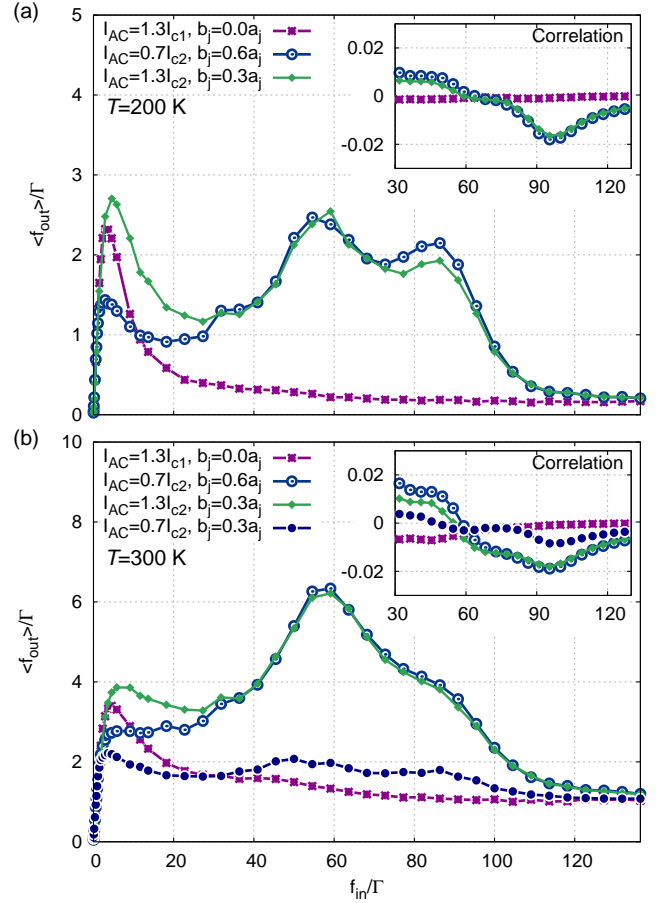 (a)
I_AC=1.3I_c1, b_j=0.0a_j
I_AC=0.7I_c2, b_j=0.6a_j
I_AC=1.3I_c2, b_j=0.3a_j
T=200 K
Correlation
0.02
0
-0.02
30 60 90 120
6
5
4
3
2
1
0
<f_out>/Γ
(b)
I_AC=1.3I_c1, b_j=0.0a_j
I_AC=0.7I_c2, b_j=0.6a_j
I_AC=1.3I_c2, b_j=0.3a_j
I_AC=0.7I_c2, b_j=0.3a_j
T=300 K
Correlation
0.02
0
-0.02
30 60 90 120
10
8
6
4
2
0
<f_out>/Γ
0 20 40 60 80 100 120
f_in/Γ